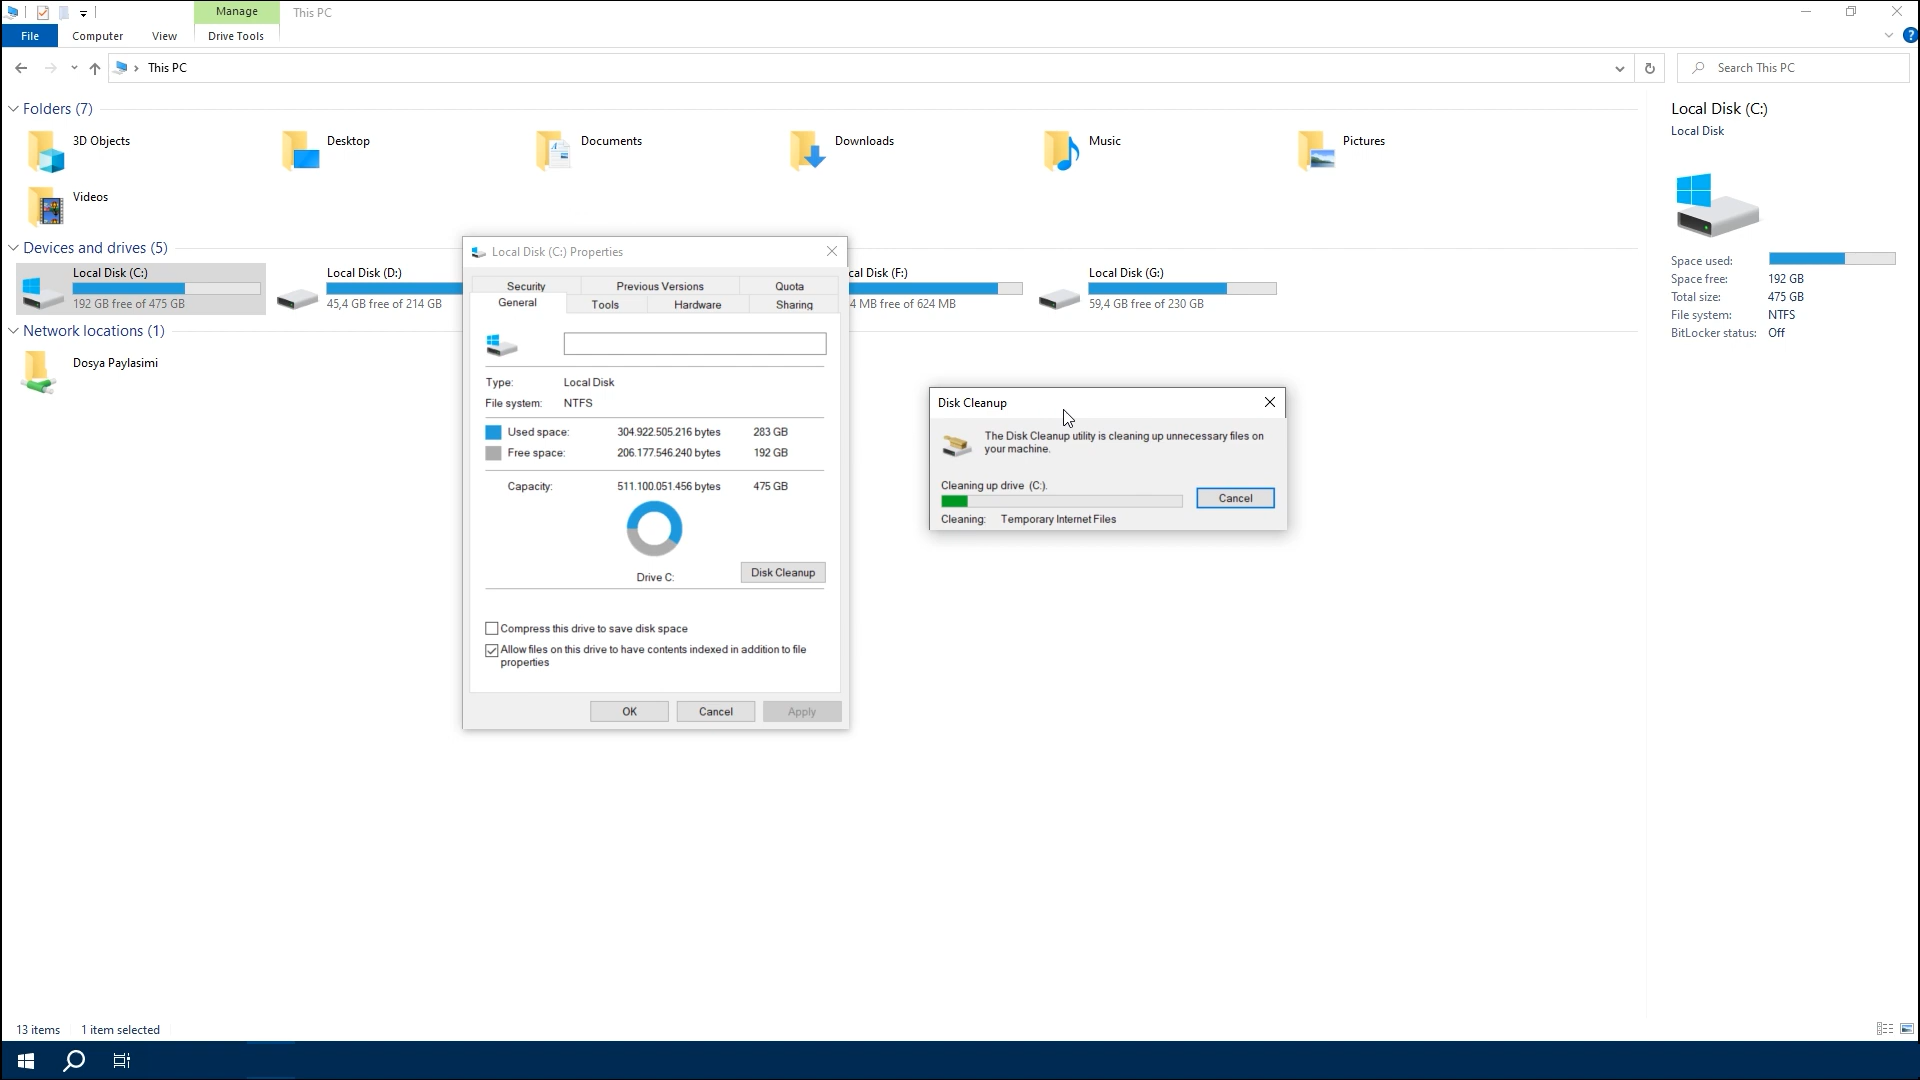 Manage
This PC
File
Computer
View
Drive Tools
This PC
Search This PC
Folders (7)
3D Objects
Desktop
Documents
Downloads
Music
Pictures
Videos
Devices and drives (5)
Local Disk (C:)
192 GB free of 475 GB
Local Disk (D:)
45,4 GB free of 214 GB
cal Disk (F:)
4 MB free of 624 MB
Local Disk (G:)
59,4 GB free of 230 GB
Network locations (1)
Dosya Paylasimi
Local Disk (C:) Properties
Security
Previous Versions
Quota
General
Tools
Hardware
Sharing
Type: Local Disk
File system: NTFS
Used space: 304.922.505.216 bytes 283 GB
Free space: 206.177.546.240 bytes 192 GB
Capacity: 511.100.051.456 bytes 475 GB
Drive C:
Disk Cleanup
Compress this drive to save disk space
Allow files on this drive to have contents indexed in addition to file
properties
OK
Cancel
Apply
Disk Cleanup
The Disk Cleanup utility is cleaning up unnecessary files on
your machine.
Cleaning up drive (C:).
Cancel
Cleaning: Temporary Internet Files
Local Disk (C:)
Local Disk
Space used:
Space free: 192 GB
Total size: 475 GB
File system: NTFS
BitLocker status: Off
13 items
1 item selected